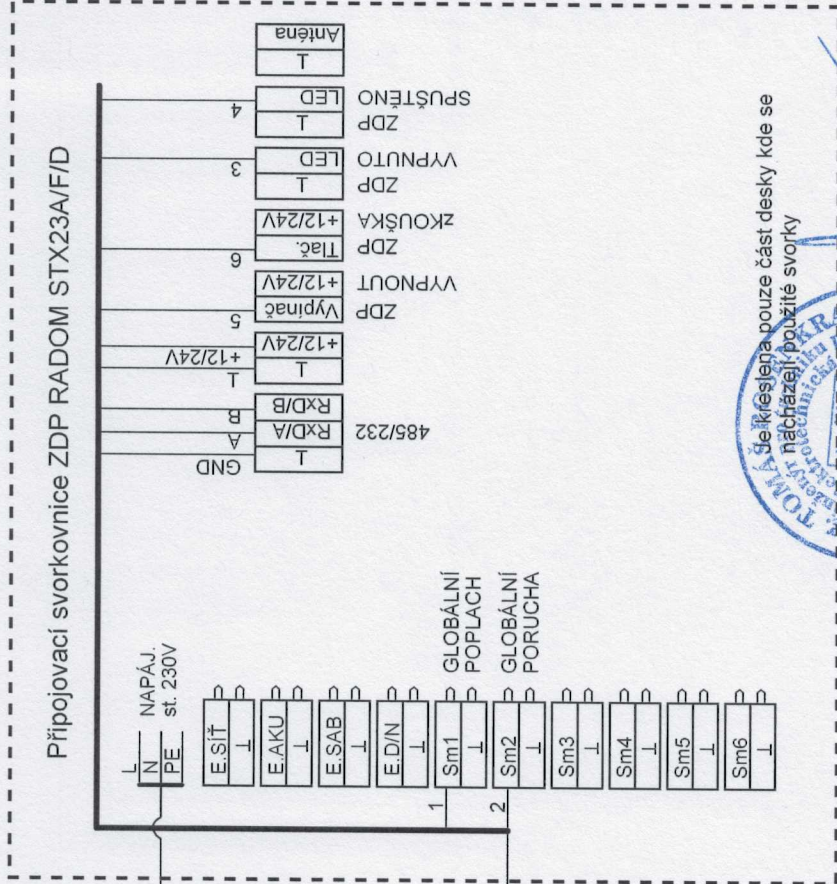 Připojovací svorkovnice ZDP RADOM STX23A/F/D
L
N
PE
NAPÁJ.
st. 230V
E.SÍŤ
⊥
E.AKU
⊥
E.SAB
⊥
E.D/N
⊥
1
Sm1
⊥
GLOBÁLNÍ
POPLACH
2
Sm2
⊥
GLOBÁLNÍ
PORUCHA
Sm3
⊥
Sm4
⊥
Sm5
⊥
Sm6
⊥
GND
A
B
⊥
RxD/A
RxD/B
485/232
⊥
+12/24V
⊥
+12/24V
5
Vypínač
+12/24V
ZDP
VYPNOUT
6
Tlač.
+12/24V
ZDP
ZKOUŠKA
3
⊥
LED
ZDP
VYPNUTO
4
⊥
LED
ZDP
SPUŠTĚNO
⊥
Anténa
Je kreslena pouze část desky kde se
nacházejí použité svorky
TOMÁŠ